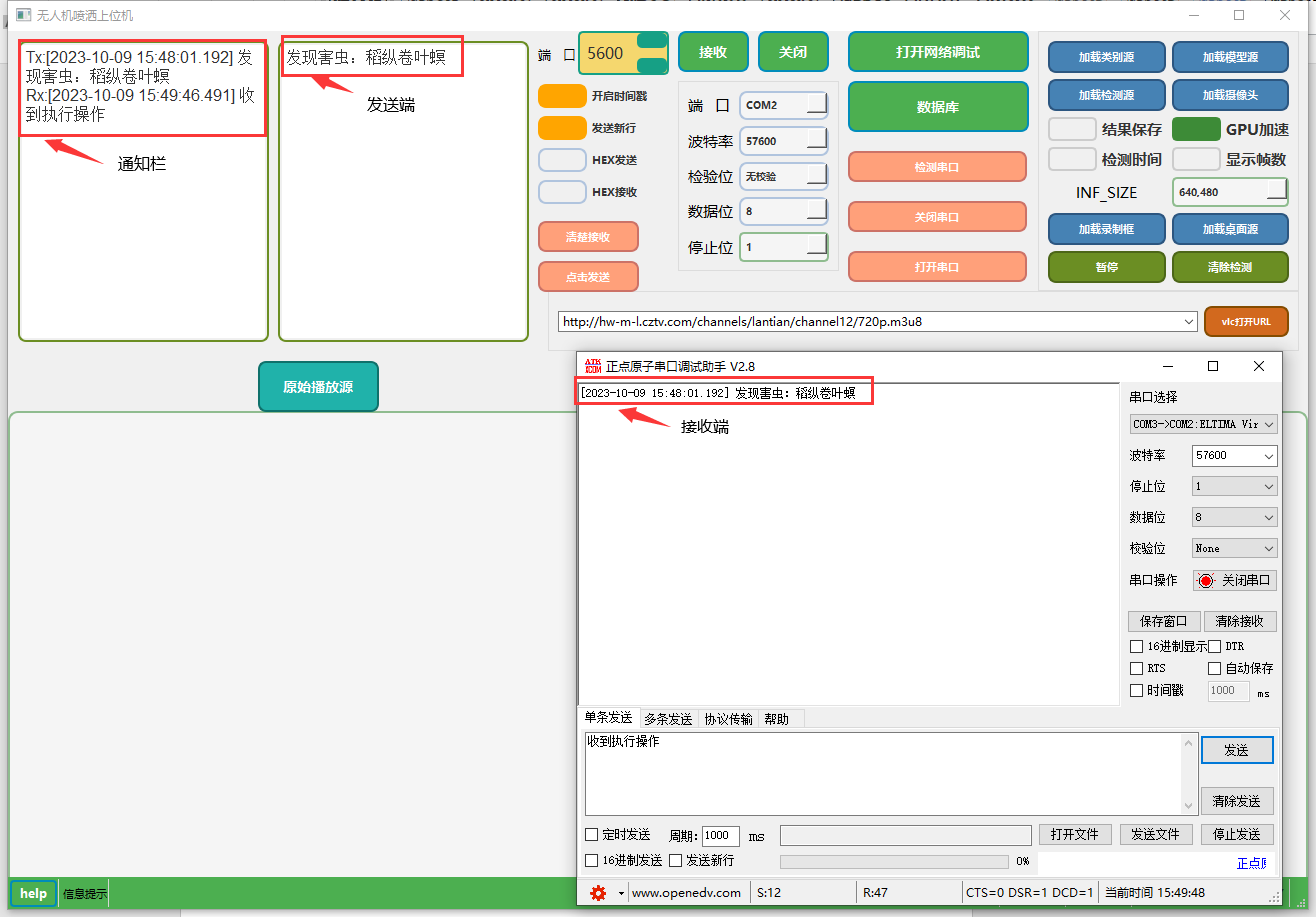 无人机喷洒上位机
Tx:[2023-10-09 15:48:01.192] 发
现害虫：稻纵卷叶螟
Rx:[2023-10-09 15:49:46.491] 收
到执行操作
通知栏
发现害虫：稻纵卷叶螟
发送端
端 口
5600
接收
关闭
开启时间戳
发送新行
HEX发送
HEX接收
清楚接收
点击发送
端 口
COM2
波特率
57600
检验位
无校验
数据位
8
停止位
1
打开网络调试
数据库
检测串口
关闭串口
打开串口
加载类别源
加载模型源
加载检测源
加载摄像头
结果保存
GPU加速
检测时间
显示帧数
INF_SIZE
640,480
加载录制框
加载桌面源
暂停
清除检测
http://hw-m-l.cztv.com/channels/lantian/channel12/720p.m3u8
vlc打开URL
原始播放源
ATK
XCOM
正点原子串口调试助手 V2.8
[2023-10-09 15:48:01.192] 发现害虫：稻纵卷叶螟
接收端
串口选择
COM3->COM2:ELTIMA Vir
波特率
57600
停止位
1
数据位
8
校验位
None
串口操作
关闭串口
保存窗口
清除接收
16进制显示
DTR
RTS
自动保存
时间戳
1000
ms
单条发送
多条发送
协议传输
帮助
收到执行操作
发送
清除发送
定时发送
周期:
1000
ms
打开文件
发送文件
停止发送
16进制发送
发送新行
0%
www.openedv.com
S:12
R:47
CTS=0 DSR=1 DCD=1
当前时间 15:49:48
help
信息提示